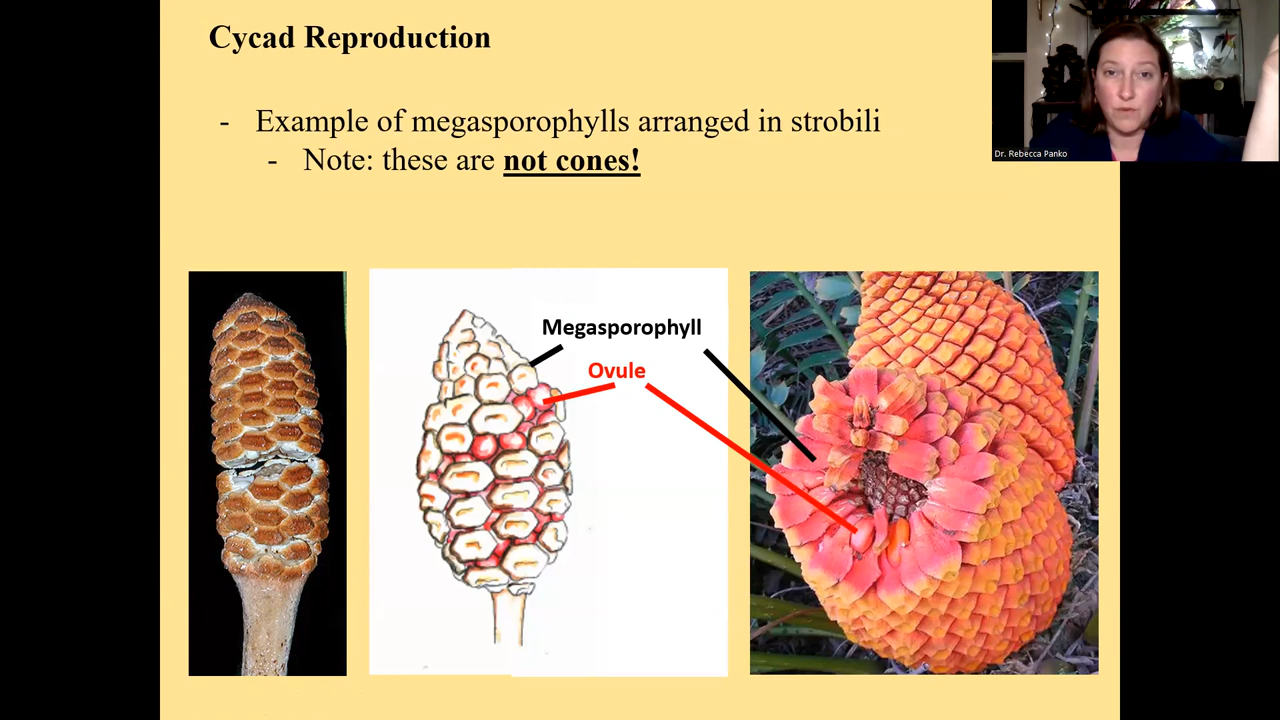 Cycad Reproduction
- Example of megasporophylls arranged in strobili
- Note: these are not cones!
Megasporophyll
Ovule
Dr. Rebecca Panko